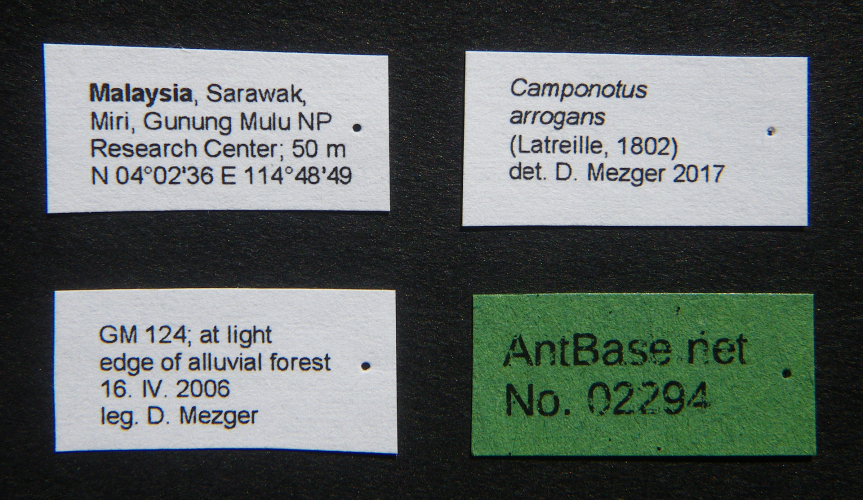 Malaysia, Sarawak,
Miri, Gunung Mulu NP
Research Center; 50 m
N 04°02'36 E 114°48'49
Camponotus
arrogans
(Latreille, 1802)
det. D. Mezger 2017
GM 124; at light
edge of alluvial forest
16. IV. 2006
leg. D. Mezger
AntBase net
No. 02294